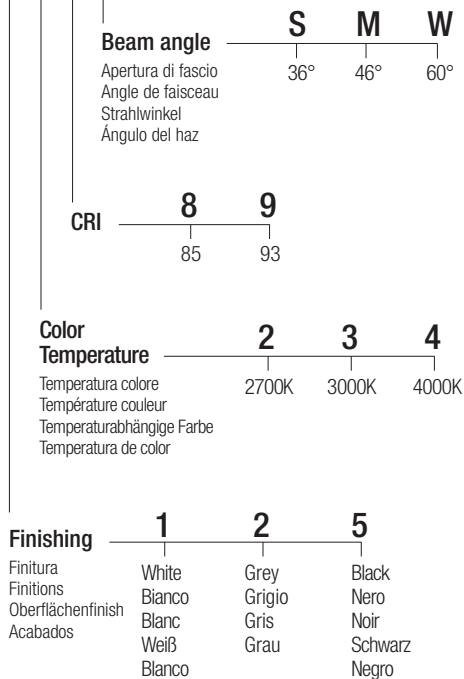 Beam angle S M W
Apertura di fascio 36° 46° 60°
Angle de faisceau
Strahlwinkel
Ángulo del haz
CRI 8 9
85 93
Color
Temperature 2 3 4
Temperatura colore 2700K 3000K 4000K
Température couleur
Temperaturabhängige Farbe
Temperatura de color
Finishing 1 2 5
Finitura White Grey Black
Finitions Bianco Grigio Nero
Oberflächenfinish Blanc Gris Noir
Acabados Weiß Grau Schwarz
Blanco Negro